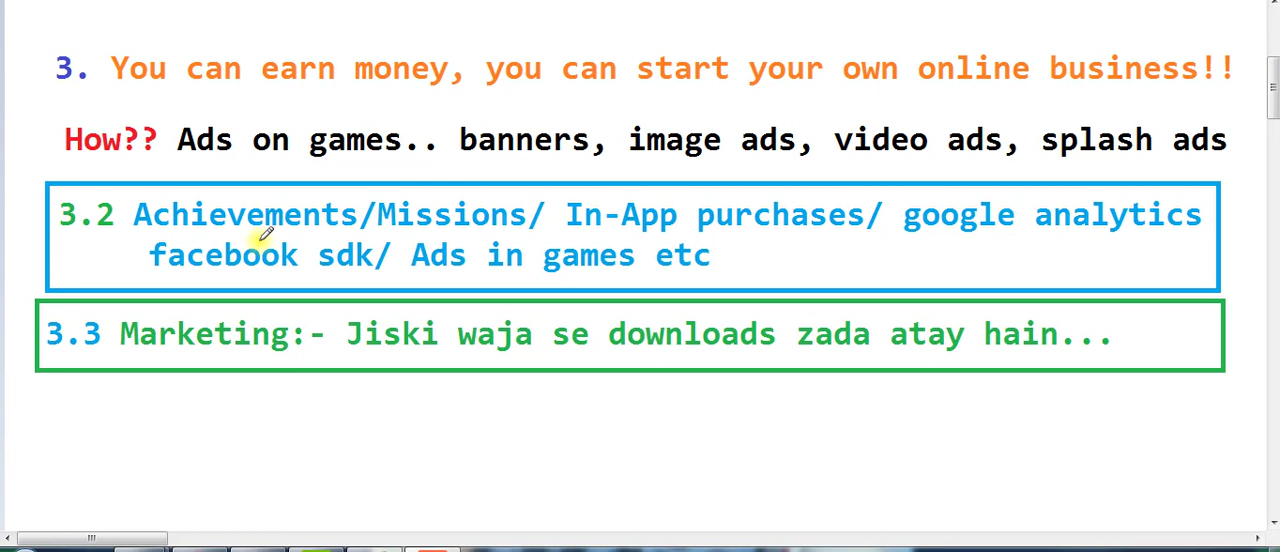 3. You can earn money, you can start your own online business!!
How?? Ads on games.. banners, image ads, video ads, splash ads
3.2 Achievements/Missions/ In-App purchases/ google analytics
facebook sdk/ Ads in games etc
3.3 Marketing:- Jiski waja se downloads zada atay hain...